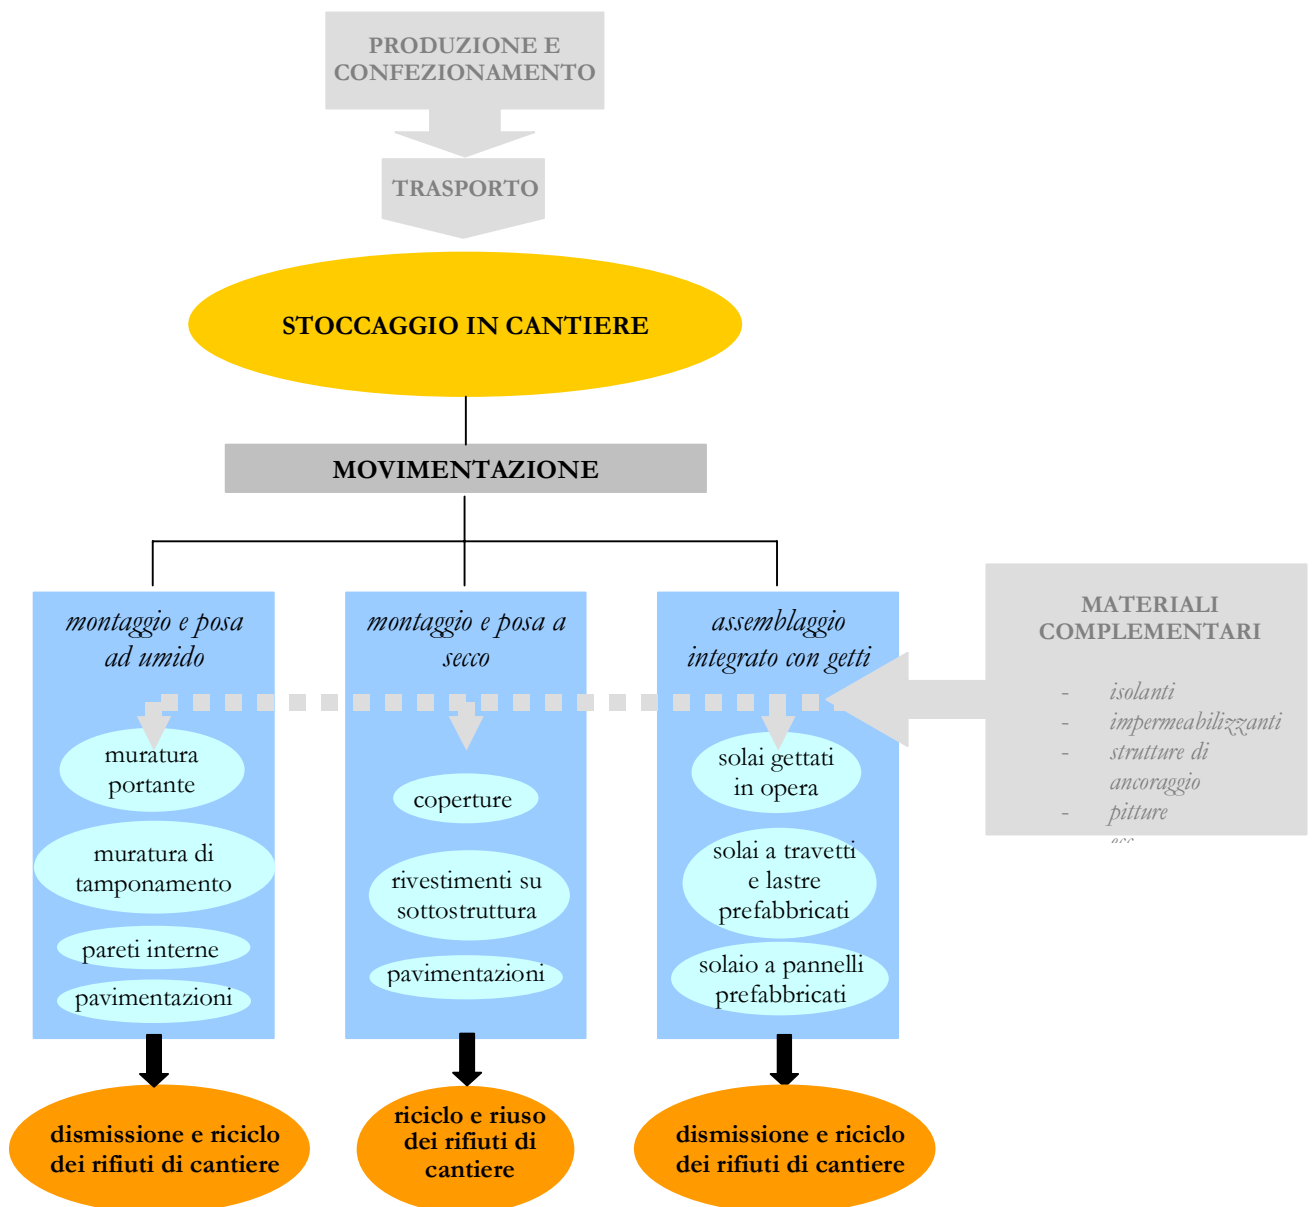 PRODUZIONE E
CONFEZIONAMENTO
TRASPORTO
STOCCAGGIO IN CANTIERE
MOVIMENTAZIONE
montaggio e posa
ad umido
muratura
portante
muratura di
tamponamento
pareti interne
pavimentazioni
montaggio e posa a
secco
coperture
rivestimenti su
sottostruttura
pavimentazioni
assemblaggio
integrato con getti
solai gettati
in opera
solai a travetti
e lastre
prefabbricati
solaio a pannelli
prefabbricati
MATERIALI
COMPLEMENTARI
- isolanti
- impermeabilizzanti
- strutture di
ancoraggio
- pitture
dismissione e riciclo
dei rifiuti di cantiere
riciclo e riuso
dei rifiuti di
cantiere
dismissione e riciclo
dei rifiuti di cantiere